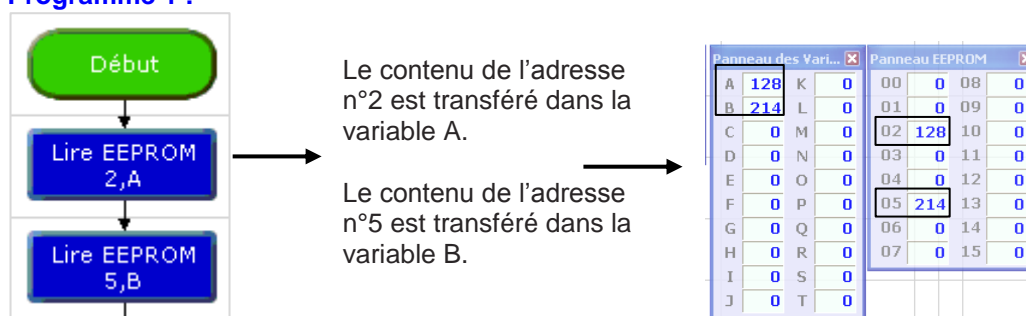 Début
Lire EEPROM
2,A
Lire EEPROM
5,B
Le contenu de l'adresse
n°2 est transféré dans la
variable A.
Le contenu de l'adresse
n°5 est transféré dans la
variable B.
Panneau des Vari...
A 128 K 0
B 214 L 0
C 0 M 0
D 0 N 0
E 0 O 0
F 0 P 0
G 0 Q 0
H 0 R 0
I 0 S 0
J 0 T 0
Panneau EEPROM
00 0 08 0
01 0 09 0
02 128 10 0
03 0 11 0
04 0 12 0
05 214 13 0
06 0 14 0
07 0 15 0